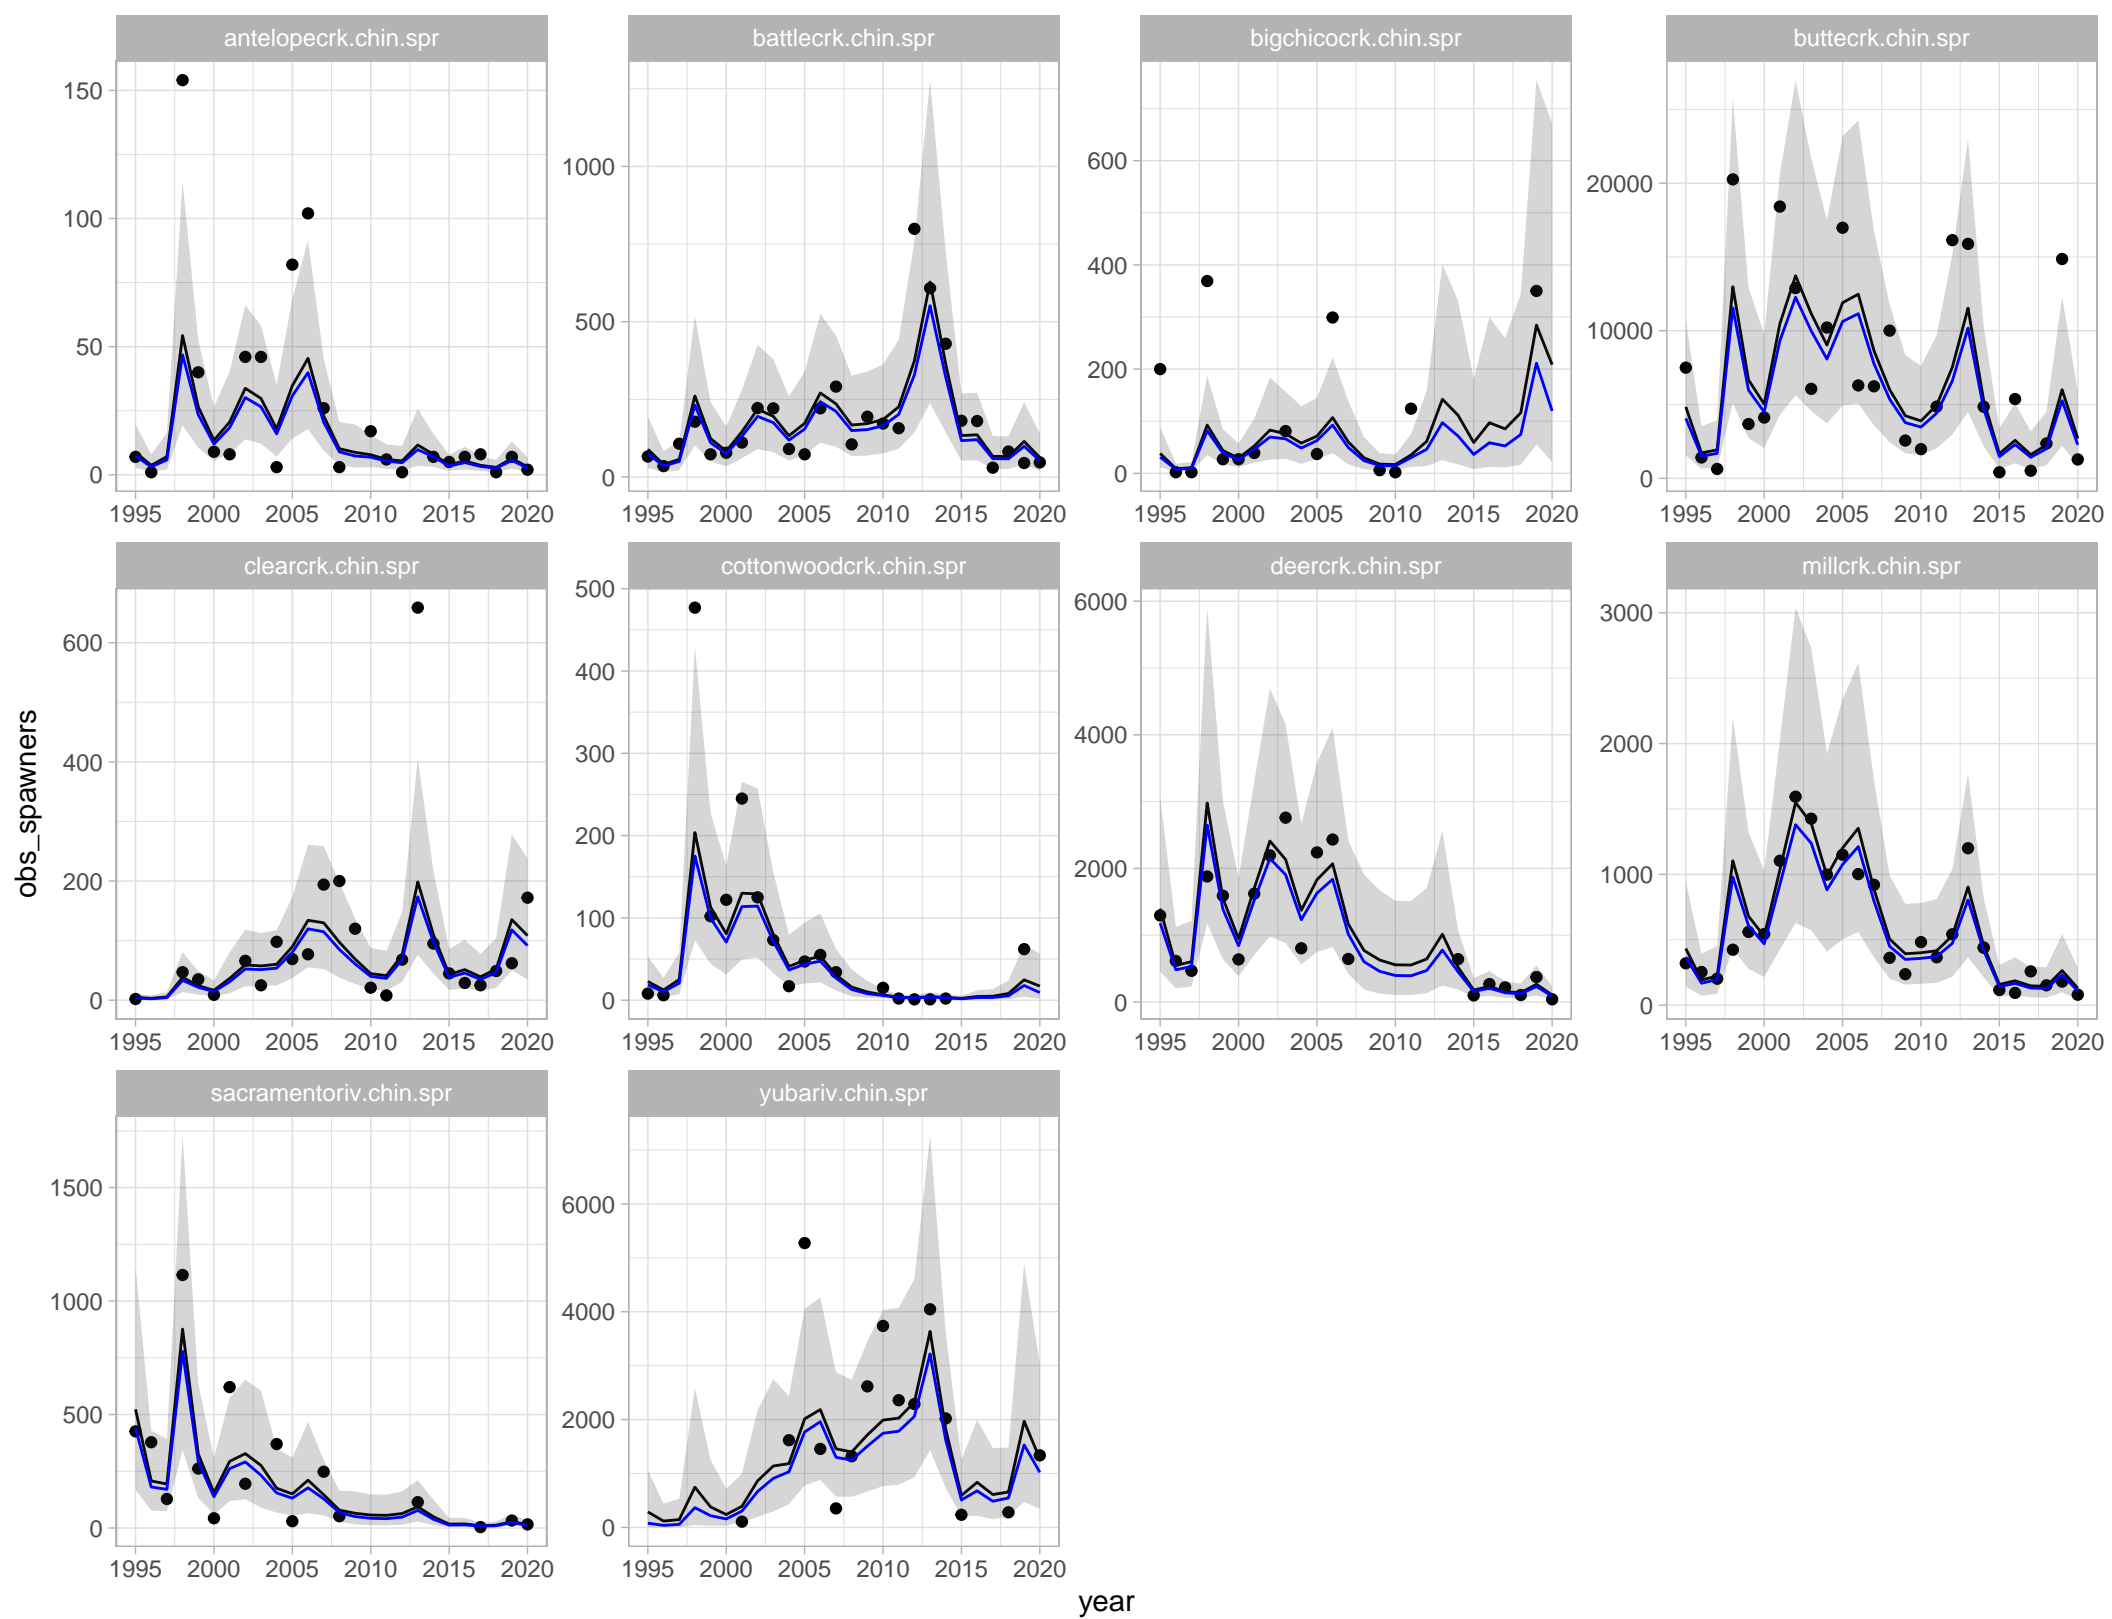 antelopecrk.chin.spr battlecrk.chin.spr bigchicocrk.chin.spr buttecrk.chin.spr
150
100
50
0
1000
500
0
600
400
200
0
20000
10000
0
1995 2000 2005 2010 2015 2020
1995 2000 2005 2010 2015 2020
1995 2000 2005 2010 2015 2020
1995 2000 2005 2010 2015 2020
clearcrk.chin.spr cottonwoodcrk.chin.spr deercrk.chin.spr millcrk.chin.spr
600
400
200
0
500
400
300
200
100
0
6000
4000
2000
0
3000
2000
1000
0
1995 2000 2005 2010 2015 2020
1995 2000 2005 2010 2015 2020
1995 2000 2005 2010 2015 2020
1995 2000 2005 2010 2015 2020
sacramentoriv.chin.spr yubariv.chin.spr
1500
1000
500
0
6000
4000
2000
0
1995 2000 2005 2010 2015 2020
1995 2000 2005 2010 2015 2020
obs_spawners
year